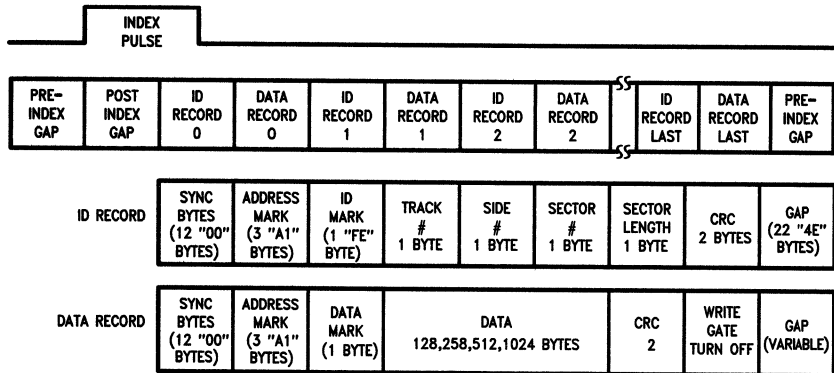 INDEX
PULSE
PRE-
INDEX
GAP
POST
INDEX
GAP
ID
RECORD
0
DATA
RECORD
0
ID
RECORD
1
DATA
RECORD
1
ID
RECORD
2
DATA
RECORD
2
ID
RECORD
LAST
DATA
RECORD
LAST
PRE-
INDEX
GAP
ID RECORD
SYNC
BYTES
(12 "00"
BYTES)
ADDRESS
MARK
(3 "A1"
BYTES)
ID
MARK
(1 "FE"
BYTE)
TRACK
#
1 BYTE
SIDE
#
1 BYTE
SECTOR
#
1 BYTE
SECTOR
LENGTH
1 BYTE
CRC
2 BYTES
GAP
(22 "4E"
BYTES)
DATA RECORD
SYNC
BYTES
(12 "00"
BYTES)
ADDRESS
MARK
(3 "A1"
BYTES)
DATA
MARK
(1 BYTE)
DATA
128,258,512,1024 BYTES
CRC
2
WRITE
GATE
TURN OFF
GAP
(VARIABLE)